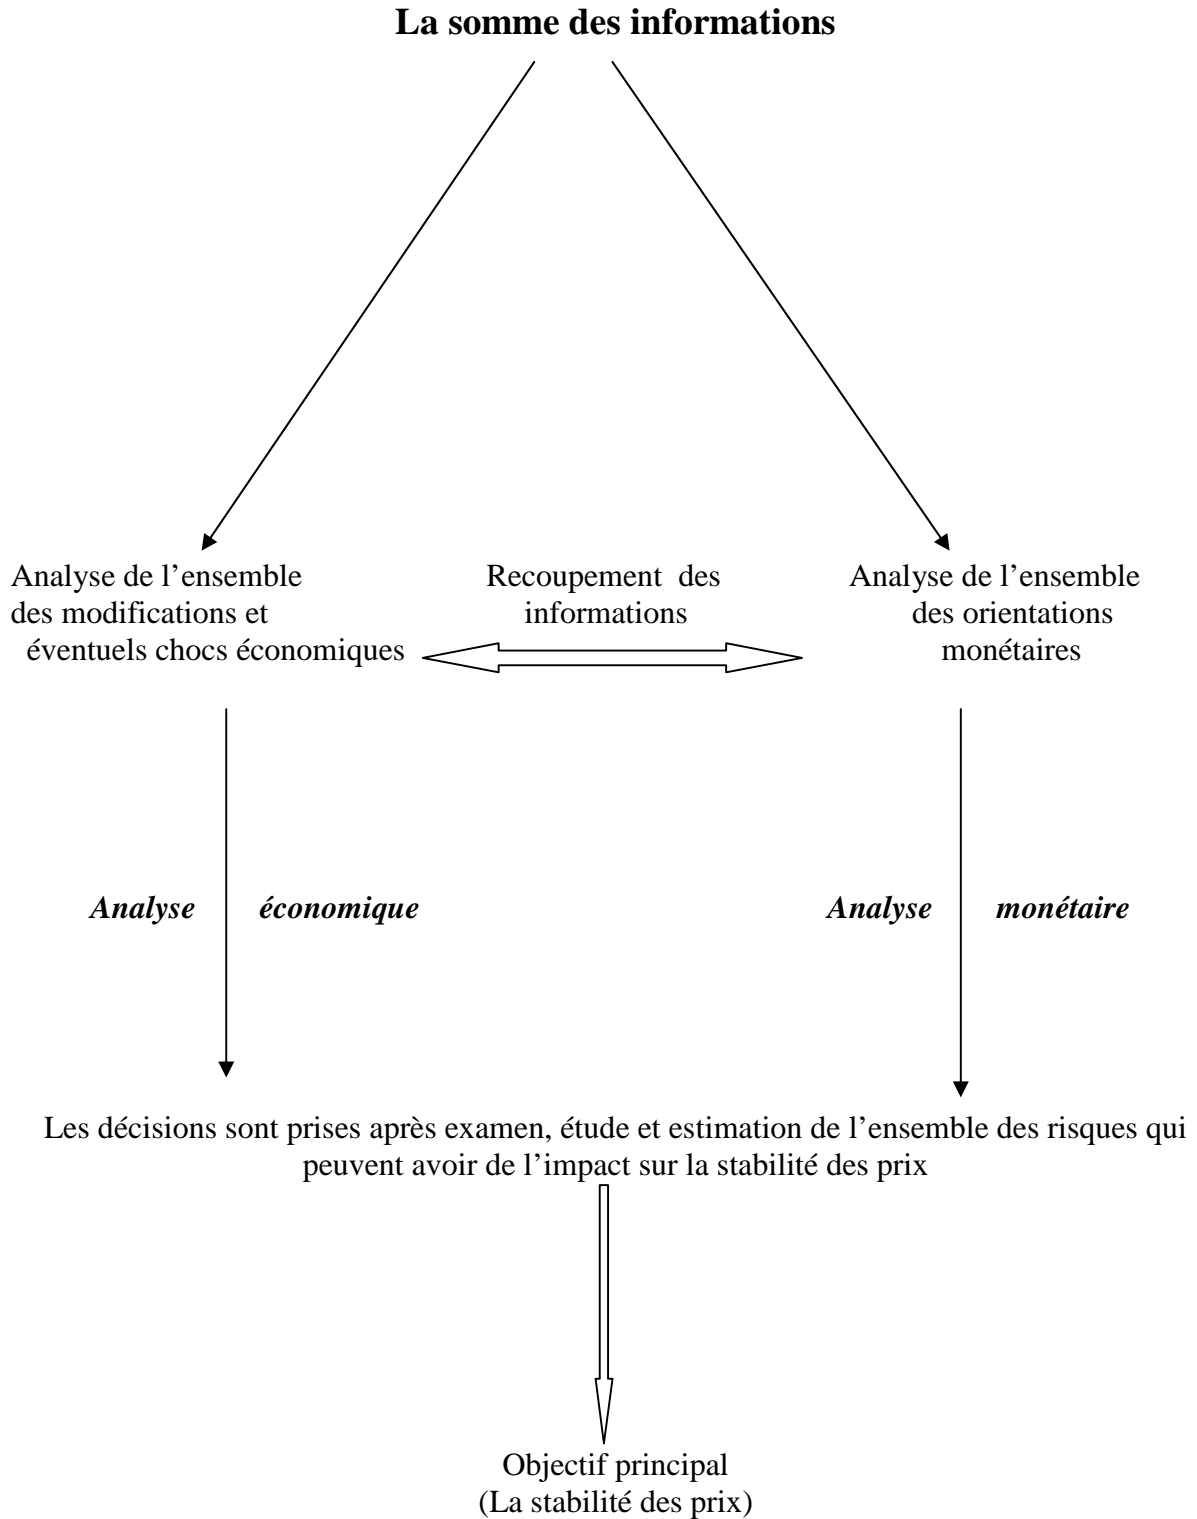 La somme des informations
Analyse de l’ensemble
des modifications et
éventuels chocs économiques
Recoupement des
informations
Analyse de l’ensemble
des orientations
monétaires
Analyse économique
Analyse monétaire
Les décisions sont prises après examen, étude et estimation de l’ensemble des risques qui
peuvent avoir de l’impact sur la stabilité des prix
Objectif principal
(La stabilité des prix)